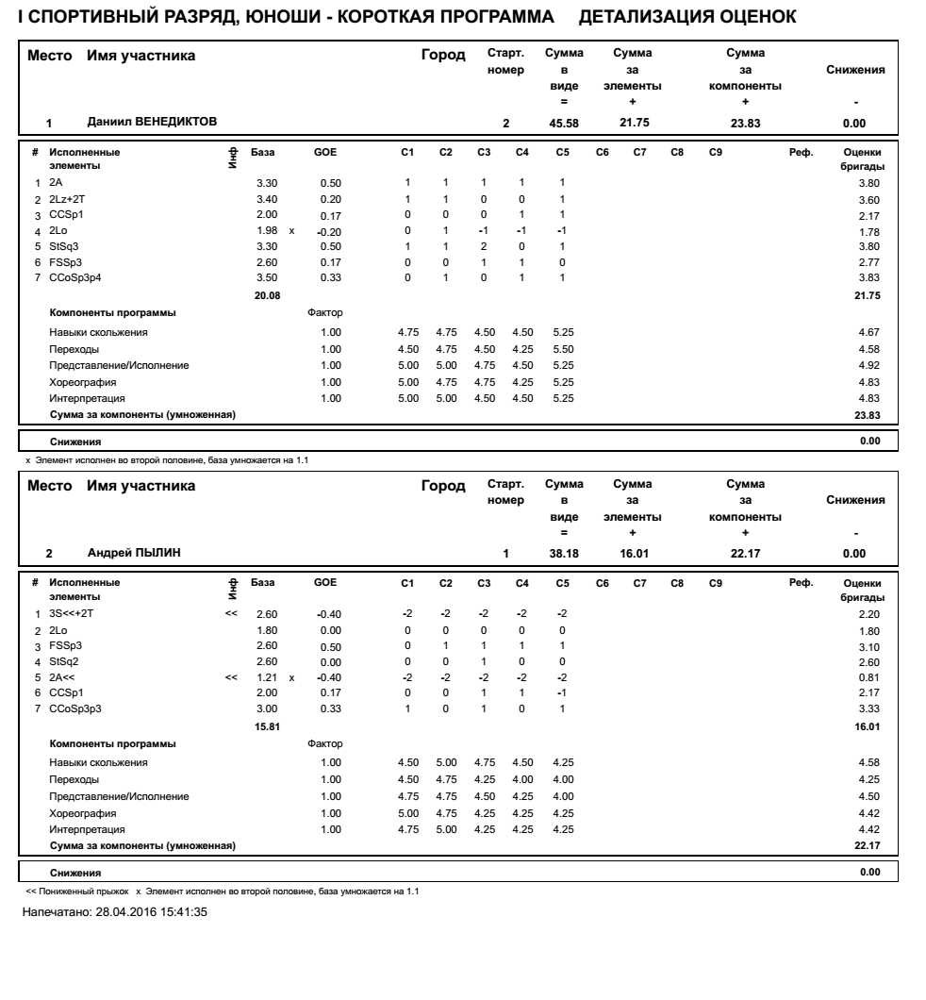 I СПОРТИВНЫЙ РАЗРЯД, ЮНОШИ - КОРОТКАЯ ПРОГРАММА ДЕТАЛИЗАЦИЯ ОЦЕНОК
Место Имя участника Город Старт. номер Сумма в виде = Сумма за элементы + Сумма за компоненты + Снижения -
1 Даниил ВЕНЕДИКТОВ 2 45.58 21.75 23.83 0.00
# Исполненные элементы Инф База GOE C1 C2 C3 C4 C5 C6 C7 C8 C9 Реф. Оценки бригады
1 2A 3.30 0.50 1 1 1 1 1 3.80
2 2Lz+2T 3.40 0.20 1 1 0 0 1 3.60
3 CCSp1 2.00 0.17 0 0 0 1 1 2.17
4 2Lo 1.98 x -0.20 0 1 -1 -1 -1 1.78
5 StSq3 3.30 0.50 1 1 2 0 1 3.80
6 FSSp3 2.60 0.17 0 0 1 1 0 2.77
7 CCoSp3p4 3.50 0.33 0 1 0 1 1 3.83
20.08 21.75
Компоненты программы Фактор
Навыки скольжения 1.00 4.75 4.75 4.50 4.50 5.25 4.67
Переходы 1.00 4.50 4.75 4.50 4.25 5.50 4.58
Представление/Исполнение 1.00 5.00 5.00 4.75 4.50 5.25 4.92
Хореография 1.00 5.00 4.75 4.75 4.25 5.25 4.83
Интерпретация 1.00 5.00 5.00 4.50 4.50 5.25 4.83
Сумма за компоненты (умноженная) 23.83
Снижения 0.00
x Элемент исполнен во второй половине, база умножается на 1.1
Место Имя участника Город Старт. номер Сумма в виде = Сумма за элементы + Сумма за компоненты + Снижения -
2 Андрей ПЫЛИН 1 38.18 16.01 22.17 0.00
# Исполненные элементы Инф База GOE C1 C2 C3 C4 C5 C6 C7 C8 C9 Реф. Оценки бригады
1 3S<<+2T << 2.60 -0.40 -2 -2 -2 -2 -2 2.20
2 2Lo 1.80 0.00 0 0 0 0 0 1.80
3 FSSp3 2.60 0.50 0 1 1 1 1 3.10
4 StSq2 2.60 0.00 0 0 1 0 0 2.60
5 2A<< << 1.21 x -0.40 -2 -2 -2 -2 -2 0.81
6 CCSp1 2.00 0.17 0 0 1 1 -1 2.17
7 CCoSp3p3 3.00 0.33 1 0 1 0 1 3.33
15.81 16.01
Компоненты программы Фактор
Навыки скольжения 1.00 4.50 5.00 4.75 4.50 4.25 4.58
Переходы 1.00 4.50 4.75 4.25 4.00 4.00 4.25
Представление/Исполнение 1.00 4.75 4.75 4.50 4.25 4.00 4.50
Хореография 1.00 5.00 4.75 4.25 4.25 4.25 4.42
Интерпретация 1.00 4.75 5.00 4.25 4.25 4.25 4.42
Сумма за компоненты (умноженная) 22.17
Снижения 0.00
<< Пониженный прыжок x Элемент исполнен во второй половине, база умножается на 1.1
Напечатано: 28.04.2016 15:41:35